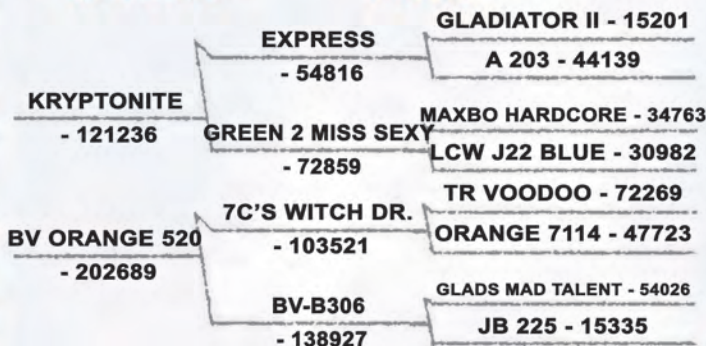 GLADIATOR II - 15201
EXPRESS
- 54816
A 203 - 44139
KRYPTONITE
- 121236
MAXBO HARDCORE - 34763
GREEN 2 MISS SEXY
- 72859
LCW J22 BLUE - 30982
TR VOODOO - 72269
7C'S WITCH DR.
- 103521
ORANGE 7114 - 47723
BV ORANGE 520
- 202689
GLADS MAD TALENT - 54026
BV-B306
- 138927
JB 225 - 15335